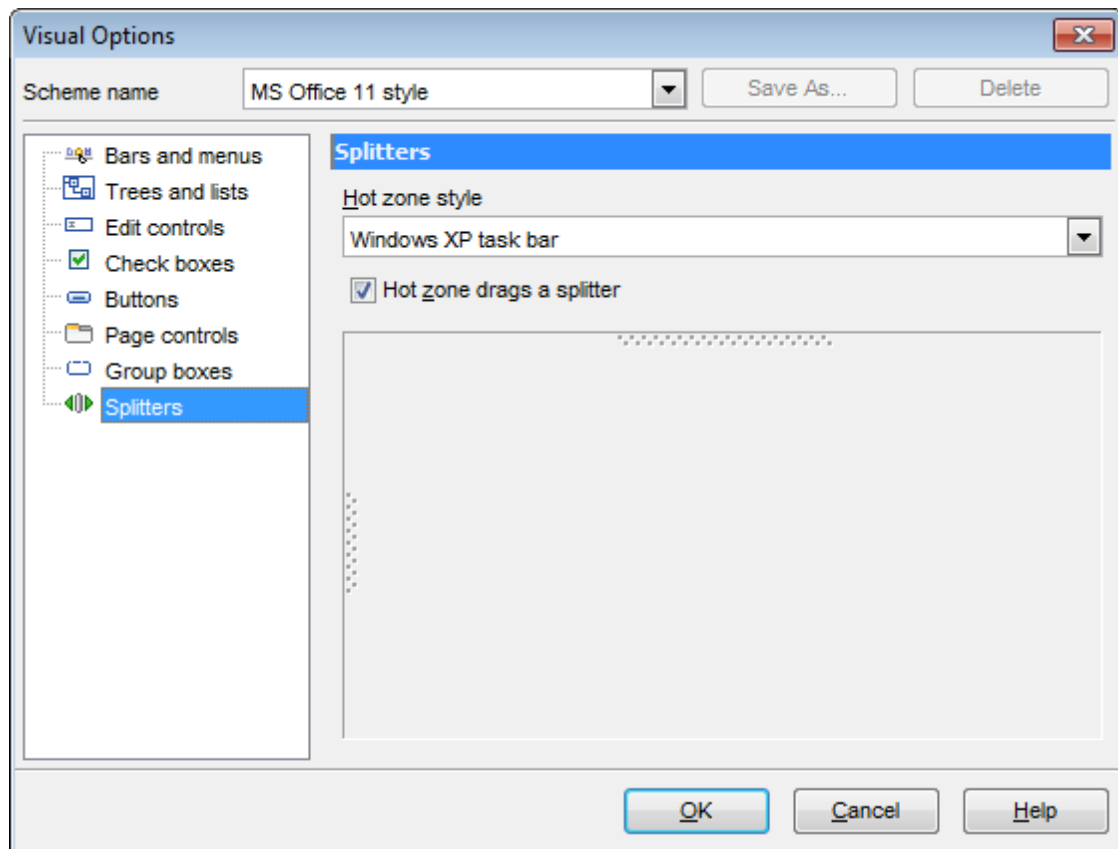 Visual Options
Scheme name MS Office 11 style Save As... Delete
Bars and menus
Trees and lists
Edit controls
Check boxes
Buttons
Page controls
Group boxes
Splitters
Splitters
Hot zone style
Windows XP task bar
Hot zone drags a splitter
OK Cancel Help